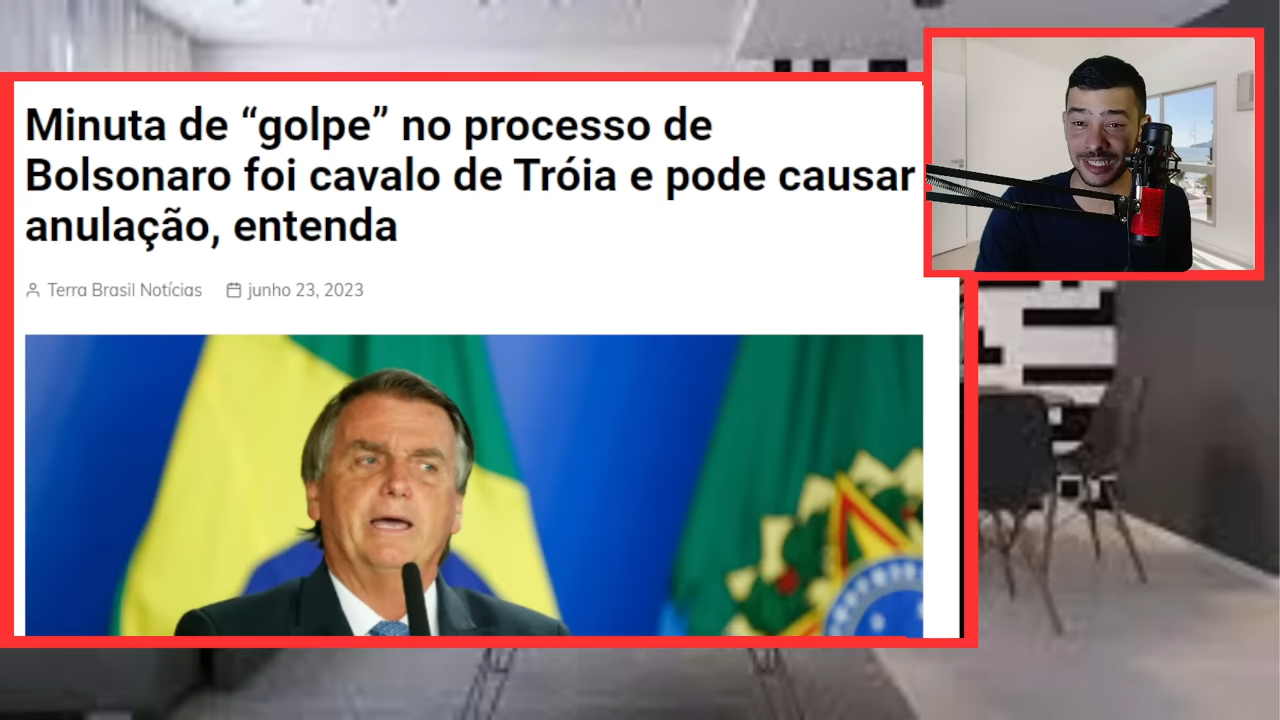 Minuta de “golpe” no processo de
Bolsonaro foi cavalo de Tróia e pode causar
anulação, entenda
Terra Brasil Notícias junho 23, 2023